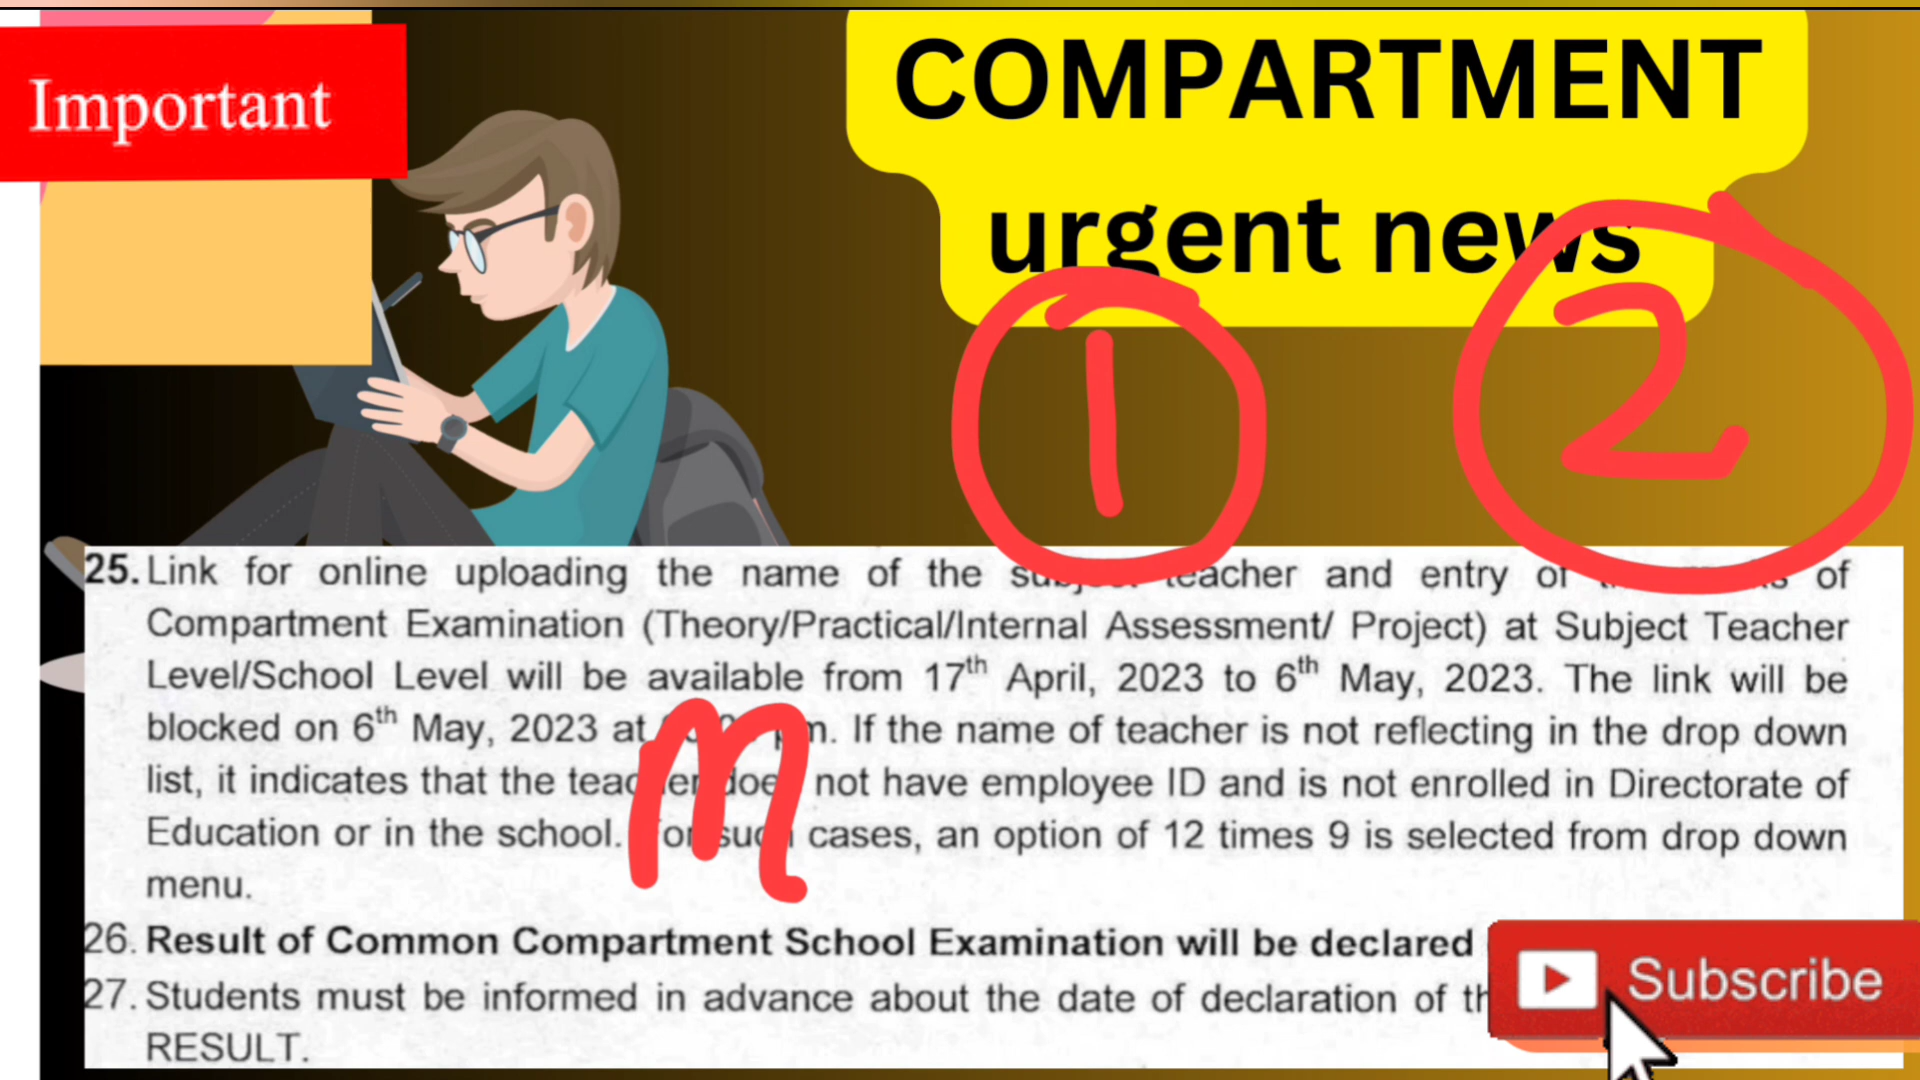 Important
COMPARTMENT
urgent news
1
2
25. Link for online uploading the name of the teacher and entry of of
Compartment Examination (Theory/Practical/Internal Assessment/ Project) at Subject Teacher
Level/School Level will be available from 17th April, 2023 to 6th May, 2023. The link will be
blocked on 6th May, 2023 at If the name of teacher is not reflecting in the drop down
list, it indicates that the not have employee ID and is not enrolled in Directorate of
Education or in the school. cases, an option of 12 times 9 is selected from drop down
menu.
m
26. Result of Common Compartment School Examination will be declared
27. Students must be informed in advance about the date of declaration of
RESULT.
Subscribe